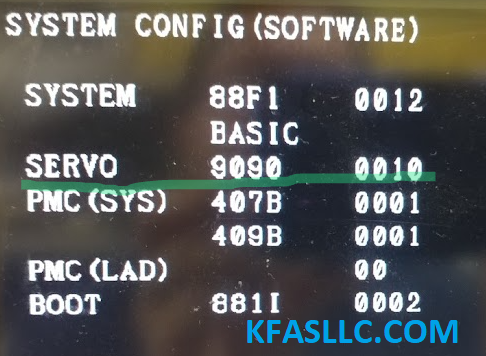 SYSTEM CONFIG(SOFTWARE)
SYSTEM 88F1 0012
BASIC
SERVO 9090 0010
PMC(SYS) 407B 0001
409B 0001
PMC(LAD) 00
BOOT 881I 0002
KFASLLC.COM